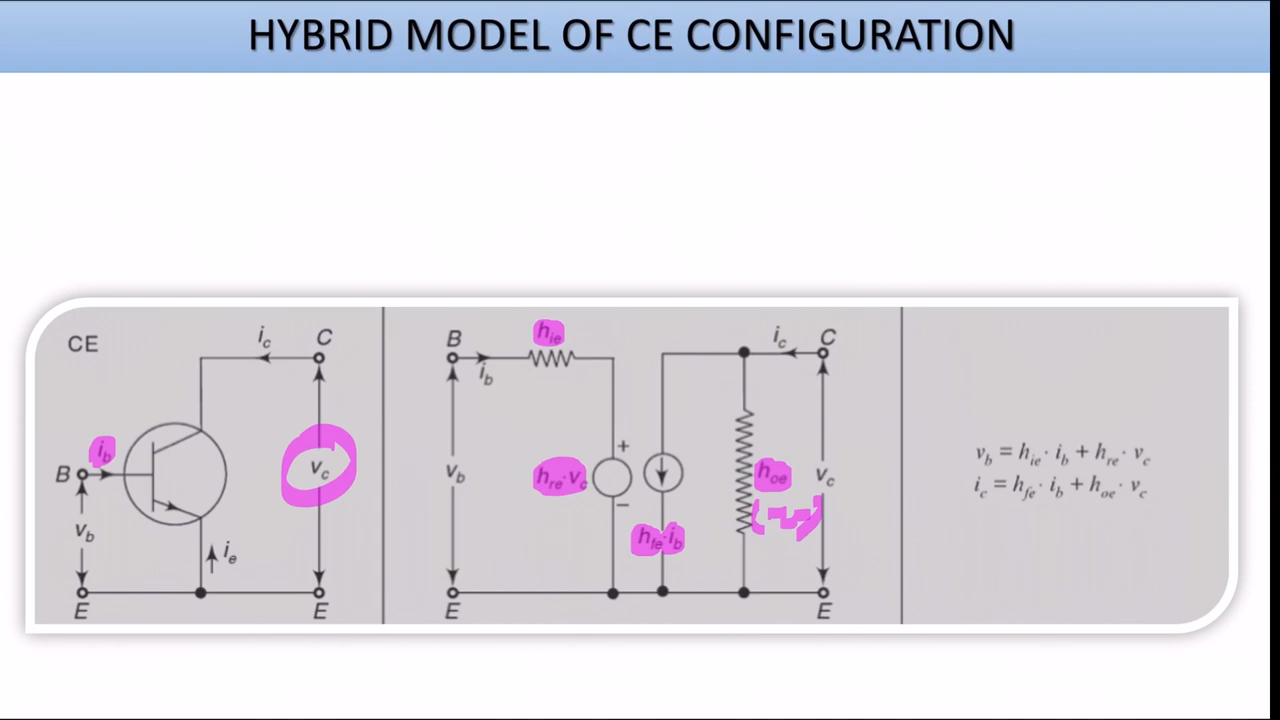 HYBRID MODEL OF CE CONFIGURATION
CE
i_c
C
i_b
B
v_b
v_c
i_e
E
E
B
i_b
h_ie
v_b
h_re · v_c
+
−
h_fe · i_b
h_oe
i_c
C
v_c
E
E
v_b = h_ie · i_b + h_re · v_c
i_c = h_fe · i_b + h_oe · v_c